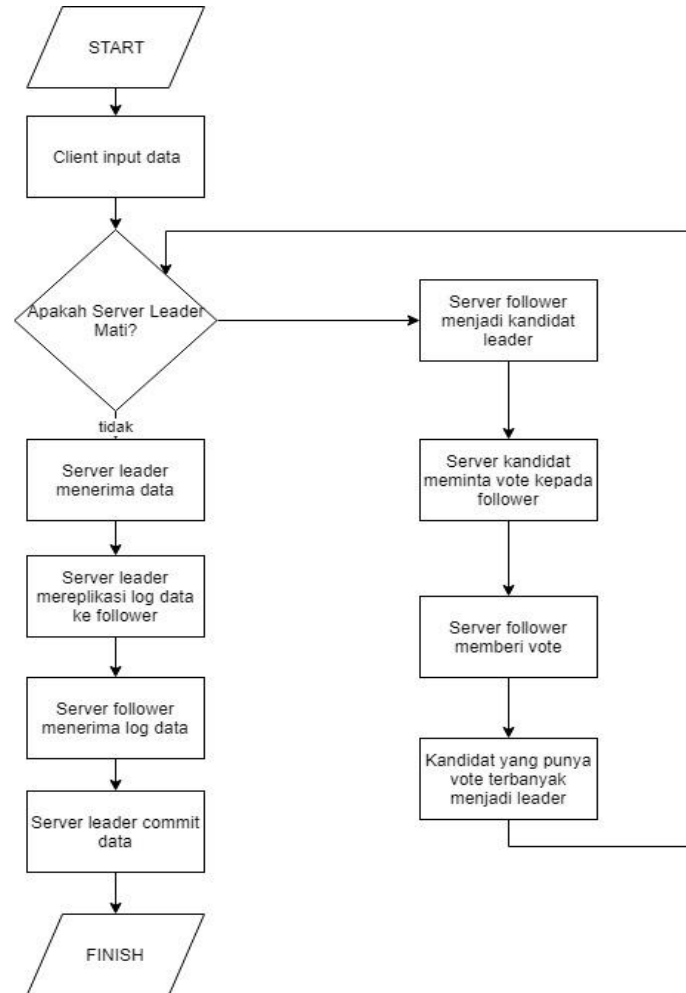 START
Client input data
Apakah Server Leader
Mati?
tidak
Server leader
menerima data
Server leader
mereplikasi log data
ke follower
Server follower
menerima log data
Server leader commit
data
FINISH
Server follower
menjadi kandidat
leader
Server kandidat
meminta vote kepada
follower
Server follower
memberi vote
Kandidat yang punya
vote terbanyak
menjadi leader